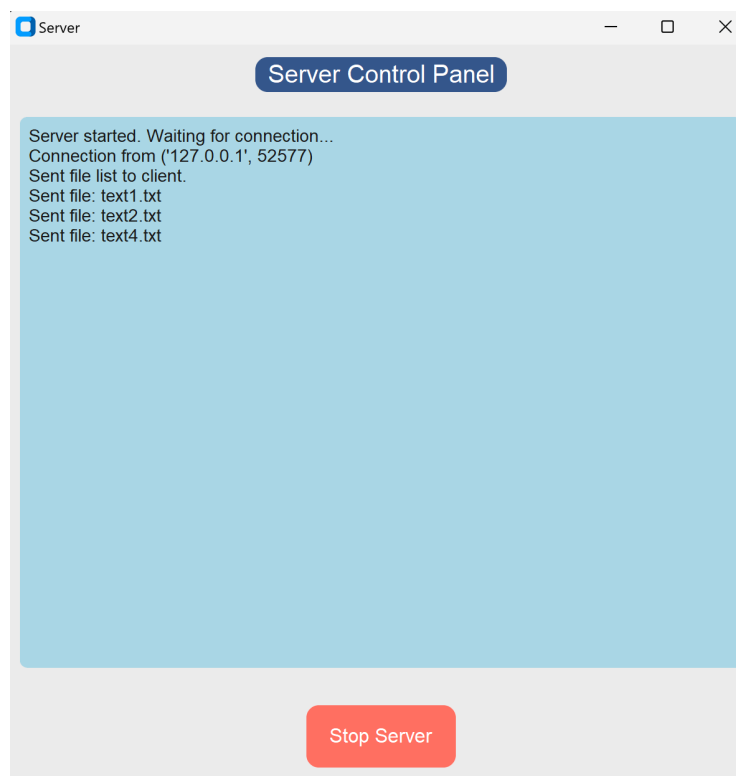 Server
Server Control Panel
Server started. Waiting for connection...
Connection from ('127.0.0.1', 52577)
Sent file list to client.
Sent file: text1.txt
Sent file: text2.txt
Sent file: text4.txt
Stop Server